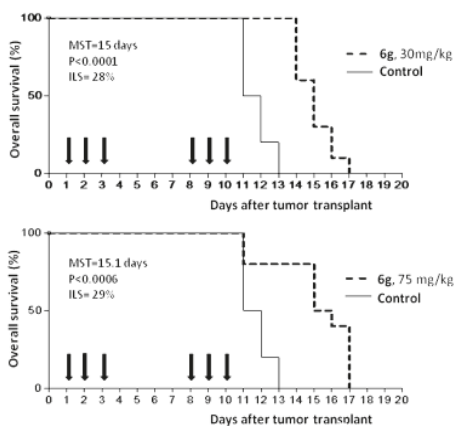 100
50
0
Overall survival (%)
MST=15 days
P<0.0001
ILS= 28%
6g, 30mg/kg
Control
0 1 2 3 4 5 6 7 8 9 10 11 12 13 14 15 16 17 18 19 20
Days after tumor transplant
100
50
0
Overall survival (%)
MST=15.1 days
P<0.0006
ILS= 29%
6g, 75 mg/kg
Control
0 1 2 3 4 5 6 7 8 9 10 11 12 13 14 15 16 17 18 19 20
Days after tumor transplant